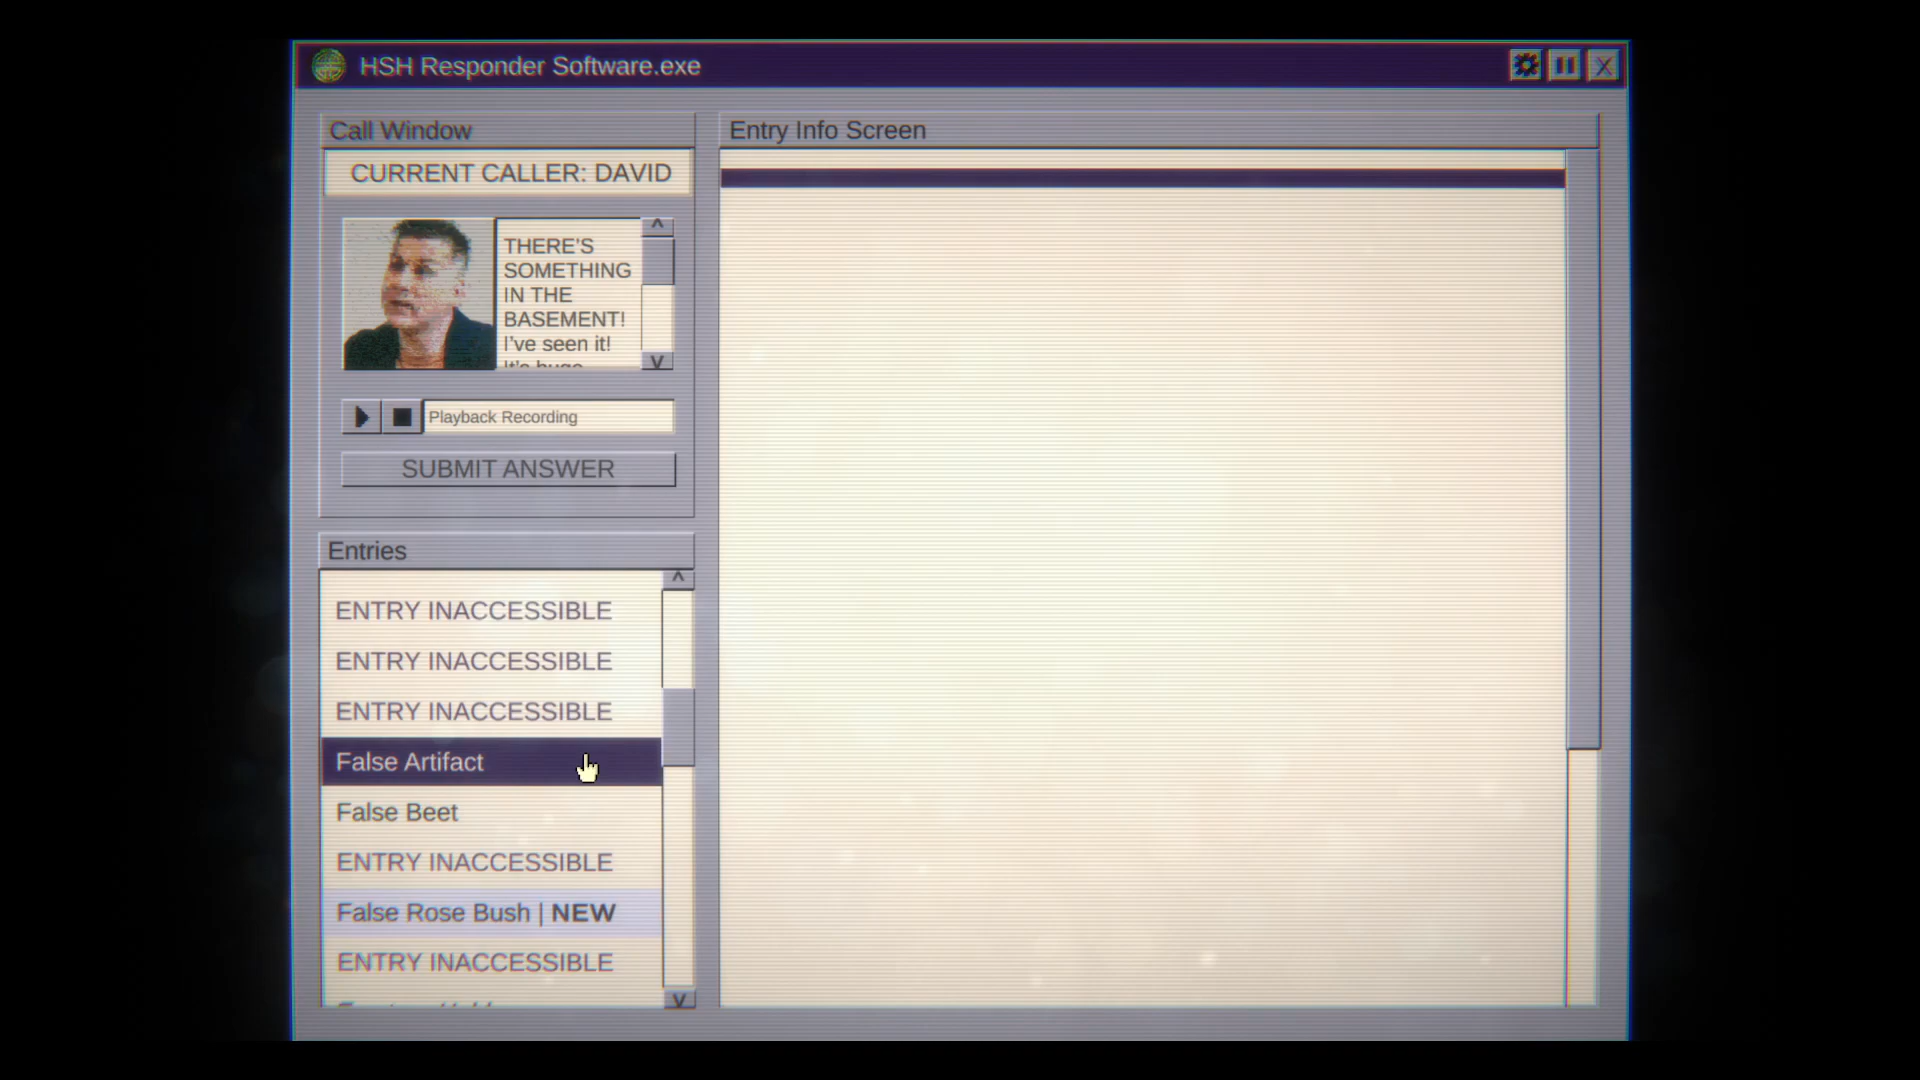 HSH Responder Software.exe
X
Call Window
CURRENT CALLER: DAVID
THERE'S
SOMETHING
IN THE
BASEMENT!
I've seen it!
It's huge
Playback Recording
SUBMIT ANSWER
Entries
ENTRY INACCESSIBLE
ENTRY INACCESSIBLE
ENTRY INACCESSIBLE
False Artifact
False Beet
ENTRY INACCESSIBLE
False Rose Bush | NEW
ENTRY INACCESSIBLE
Entry Info Screen